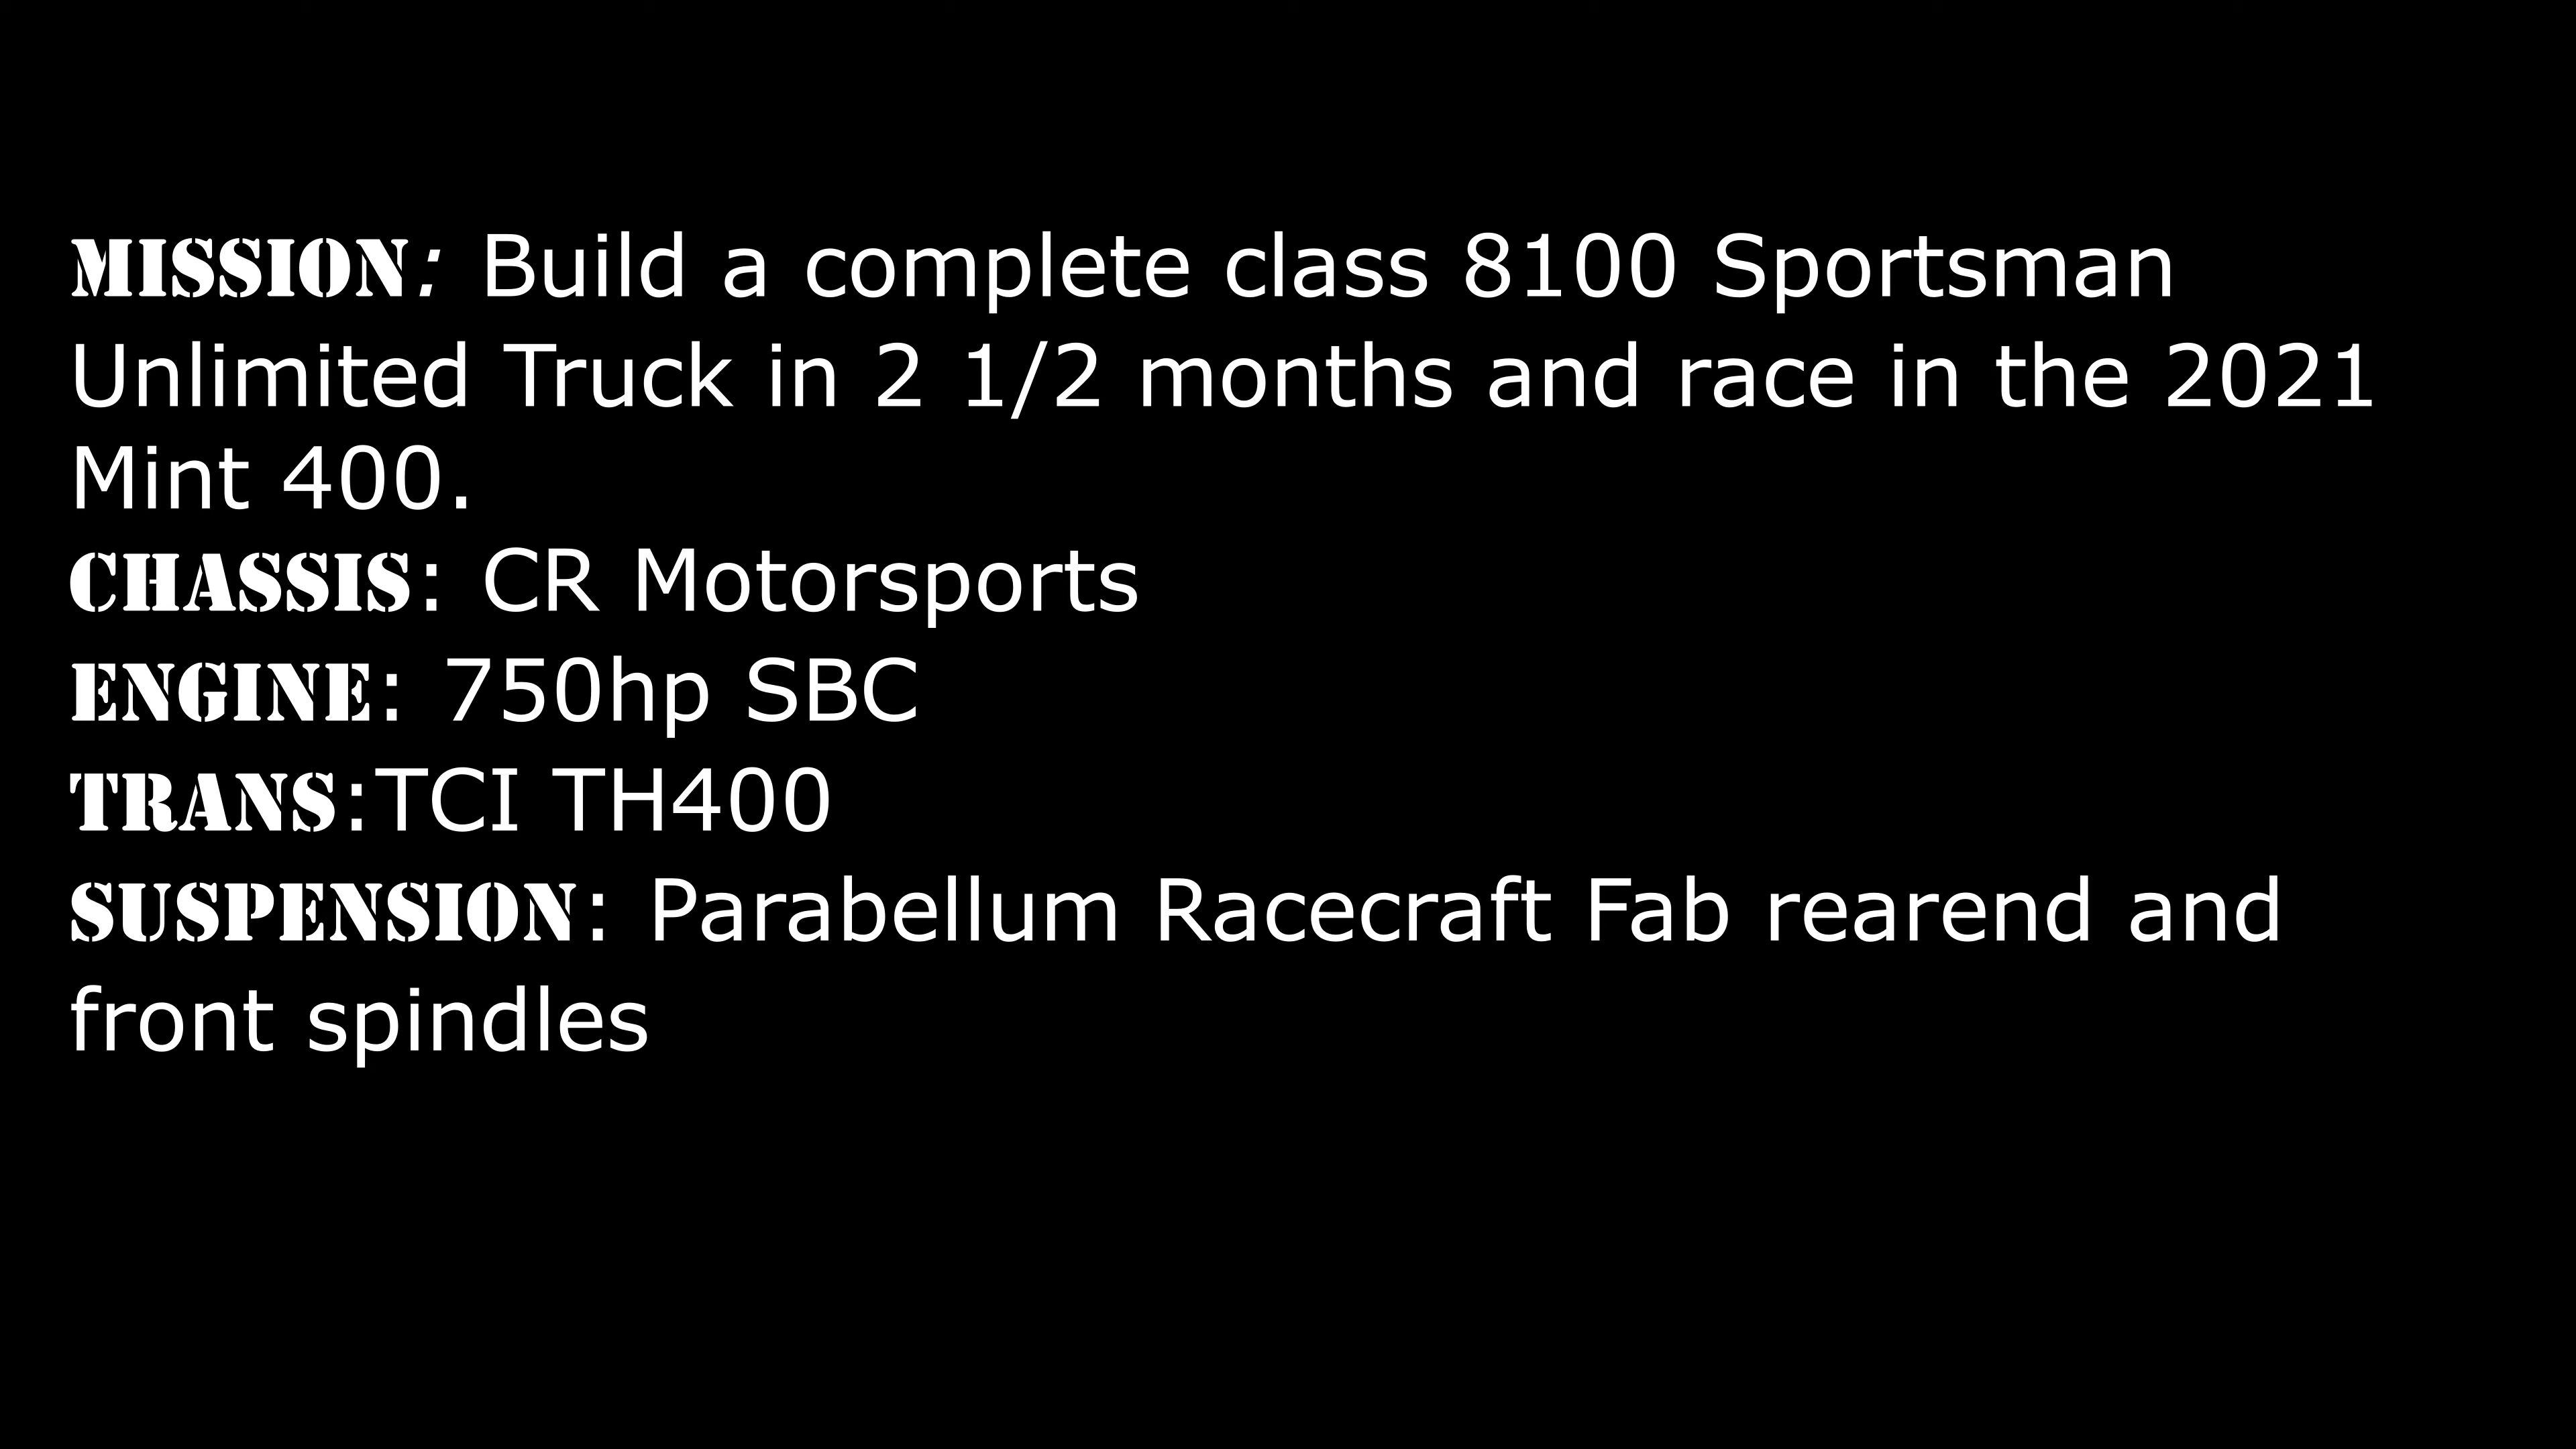 MISSION: Build a complete class 8100 Sportsman
Unlimited Truck in 2 1/2 months and race in the 2021
Mint 400.
CHASSIS: CR Motorsports
ENGINE: 750hp SBC
TRANS:TCI TH400
SUSPENSION: Parabellum Racecraft Fab rearend and
front spindles